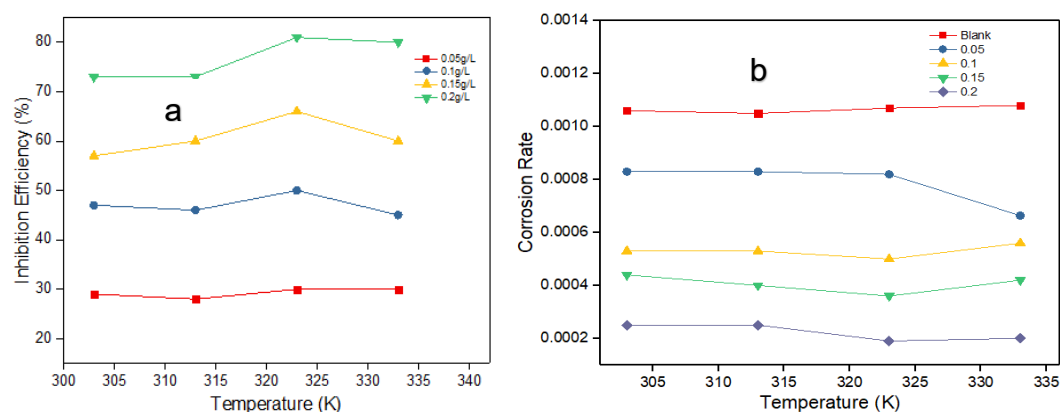 a
Inhibition Efficiency (%)
80
70
60
50
40
30
20
300 305 310 315 320 325 330 335 340
Temperature (K)
0.05g/L
0.1g/L
0.15g/L
0.2g/L
b
Corrosion Rate
0.0014
0.0012
0.0010
0.0008
0.0006
0.0004
0.0002
305 310 315 320 325 330 335
Temperature (K)
Blank
0.05
0.1
0.15
0.2